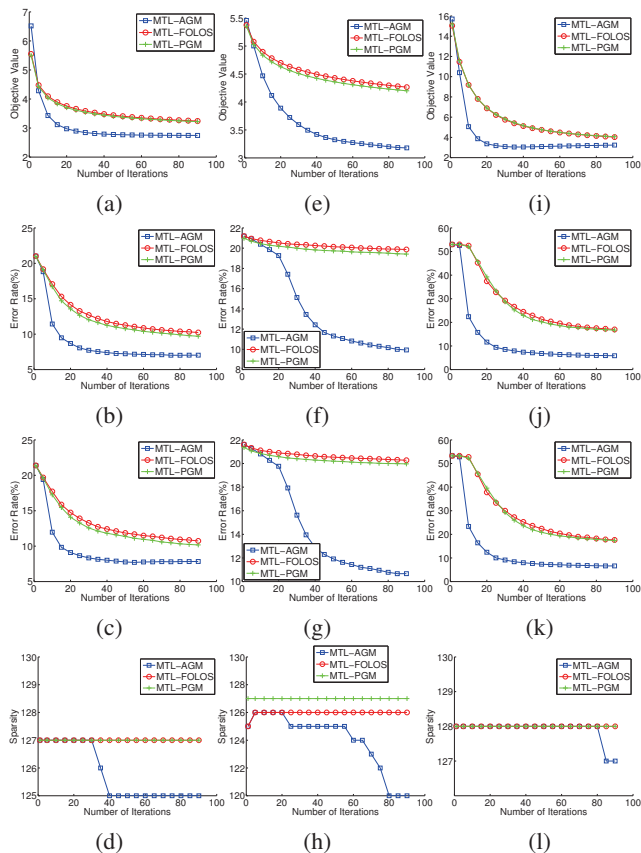 Objective Value
9
8
7
6
5
4
3
2
0 20 40 60 80 100
Number of Iterations
MTL-AGM
MTL-FOLOS
MTL-PGM
(a)
Objective Value
5.5
5
4.5
4
3.5
3
0 20 40 60 80 100
Number of Iterations
MTL-AGM
MTL-FOLOS
MTL-PGM
(e)
Objective Value
16
14
12
10
8
6
4
2
0 20 40 60 80 100
Number of Iterations
MTL-AGM
MTL-FOLOS
MTL-PGM
(i)
Error Rate(%)
25
20
15
10
5
0 20 40 60 80 100
Number of Iterations
MTL-AGM
MTL-FOLOS
MTL-PGM
(b)
Error Rate(%)
22
20
18
16
14
12
10
8
0 20 40 60 80 100
Number of Iterations
MTL-AGM
MTL-FOLOS
MTL-PGM
(f)
Error Rate(%)
60
50
40
30
20
10
0
0 20 40 60 80 100
Number of Iterations
MTL-AGM
MTL-FOLOS
MTL-PGM
(j)
Error Rate(%)
25
20
15
10
5
0 20 40 60 80 100
Number of Iterations
MTL-AGM
MTL-FOLOS
MTL-PGM
(c)
Error Rate(%)
22
20
18
16
14
12
10
0 20 40 60 80 100
Number of Iterations
MTL-AGM
MTL-FOLOS
MTL-PGM
(g)
Error Rate(%)
60
50
40
30
20
10
0
0 20 40 60 80 100
Number of Iterations
MTL-AGM
MTL-FOLOS
MTL-PGM
(k)
Sparsity
130
129
128
127
126
125
0 20 40 60 80 100
Number of Iterations
MTL-AGM
MTL-FOLOS
MTL-PGM
(d)
Sparsity
130
128
126
124
122
120
0 20 40 60 80 100
Number of Iterations
MTL-AGM
MTL-FOLOS
MTL-PGM
(h)
Sparsity
130
129
128
127
0 20 40 60 80 100
Number of Iterations
MTL-AGM
MTL-FOLOS
MTL-PGM
(l)